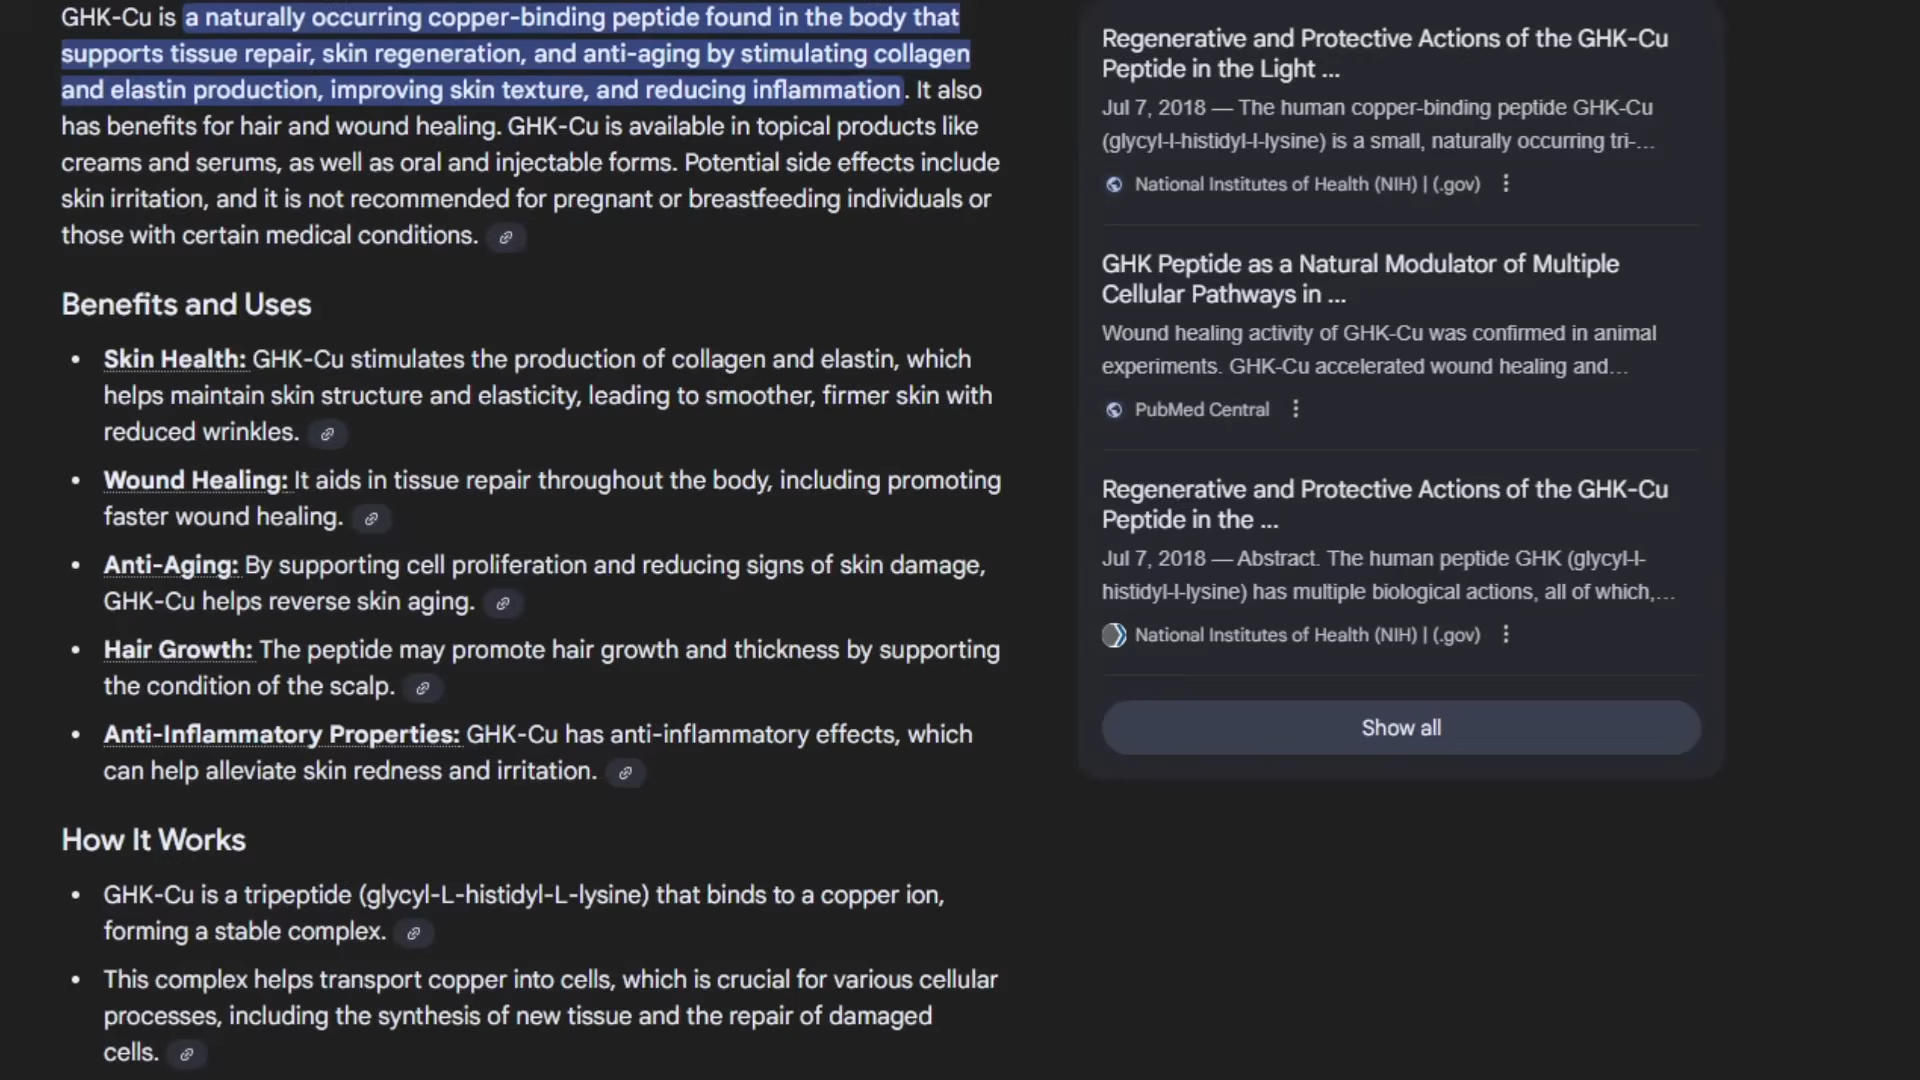 GHK-Cu is a naturally occurring copper-binding peptide found in the body that
supports tissue repair, skin regeneration, and anti-aging by stimulating collagen
and elastin production, improving skin texture, and reducing inflammation. It also
has benefits for hair and wound healing. GHK-Cu is available in topical products like
creams and serums, as well as oral and injectable forms. Potential side effects include
skin irritation, and it is not recommended for pregnant or breastfeeding individuals or
those with certain medical conditions.
Benefits and Uses
• Skin Health: GHK-Cu stimulates the production of collagen and elastin, which
helps maintain skin structure and elasticity, leading to smoother, firmer skin with
reduced wrinkles.
• Wound Healing: It aids in tissue repair throughout the body, including promoting
faster wound healing.
• Anti-Aging: By supporting cell proliferation and reducing signs of skin damage,
GHK-Cu helps reverse skin aging.
• Hair Growth: The peptide may promote hair growth and thickness by supporting
the condition of the scalp.
• Anti-Inflammatory Properties: GHK-Cu has anti-inflammatory effects, which
can help alleviate skin redness and irritation.
How It Works
• GHK-Cu is a tripeptide (glycyl-L-histidyl-L-lysine) that binds to a copper ion,
forming a stable complex.
• This complex helps transport copper into cells, which is crucial for various cellular
processes, including the synthesis of new tissue and the repair of damaged
cells.
Regenerative and Protective Actions of the GHK-Cu
Peptide in the Light ...
Jul 7, 2018 — The human copper-binding peptide GHK-Cu
(glycyl-l-histidyl-l-lysine) is a small, naturally occurring tri-...
National Institutes of Health (NIH) | (.gov)
GHK Peptide as a Natural Modulator of Multiple
Cellular Pathways in ...
Wound healing activity of GHK-Cu was confirmed in animal
experiments. GHK-Cu accelerated wound healing and...
PubMed Central
Regenerative and Protective Actions of the GHK-Cu
Peptide in the ...
Jul 7, 2018 — Abstract. The human peptide GHK (glycyl-l-
histidyl-l-lysine) has multiple biological actions, all of which,...
National Institutes of Health (NIH) | (.gov)
Show all